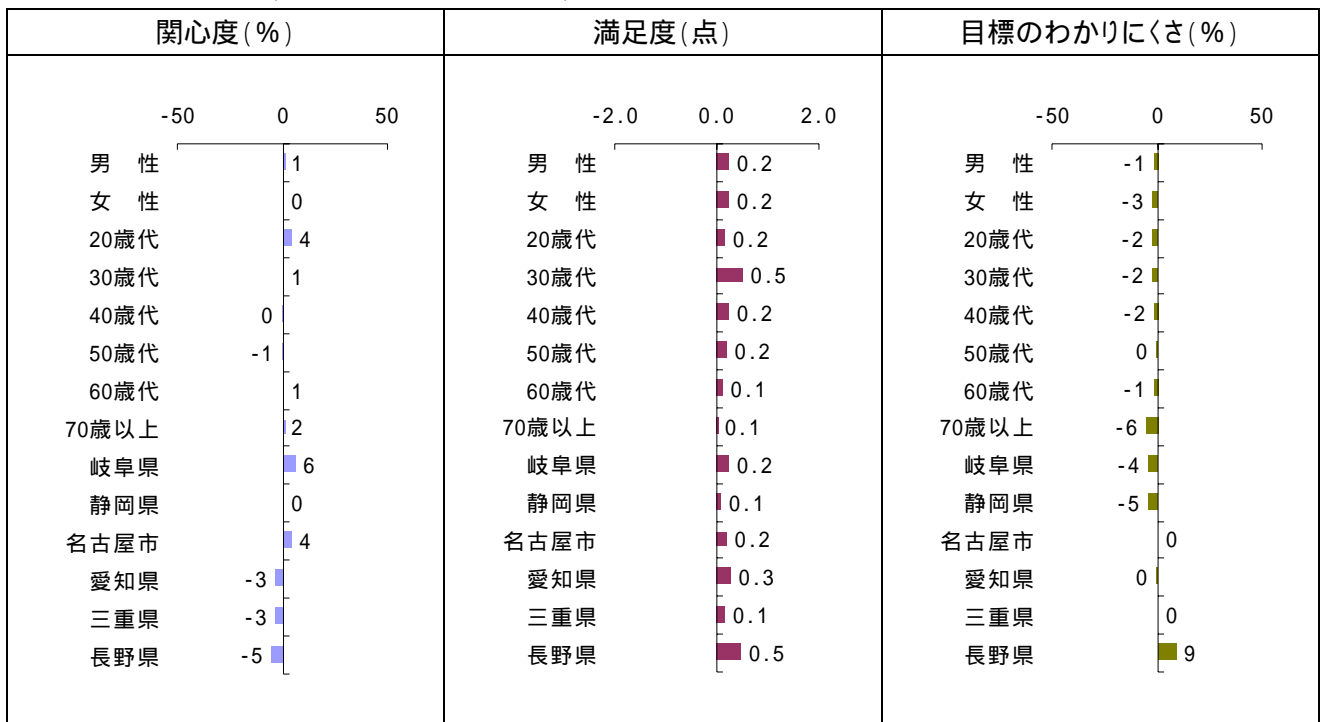 関心度(%)
満足度(点)
目標のわかりにくさ(%)
-50 0 50
-2.0 0.0 2.0
-50 0 50
男 性 1
女 性 0
20歳代 4
30歳代 1
40歳代 0
50歳代 -1
60歳代 1
70歳以上 2
岐阜県 6
静岡県 0
名古屋市 4
愛知県 -3
三重県 -3
長野県 -5
男 性 0.2
女 性 0.2
20歳代 0.2
30歳代 0.5
40歳代 0.2
50歳代 0.2
60歳代 0.1
70歳以上 0.1
岐阜県 0.2
静岡県 0.1
名古屋市 0.2
愛知県 0.3
三重県 0.1
長野県 0.5
男 性 -1
女 性 -3
20歳代 -2
30歳代 -2
40歳代 -2
50歳代 0
60歳代 -1
70歳以上 -6
岐阜県 -4
静岡県 -5
名古屋市 0
愛知県 0
三重県 0
長野県 9